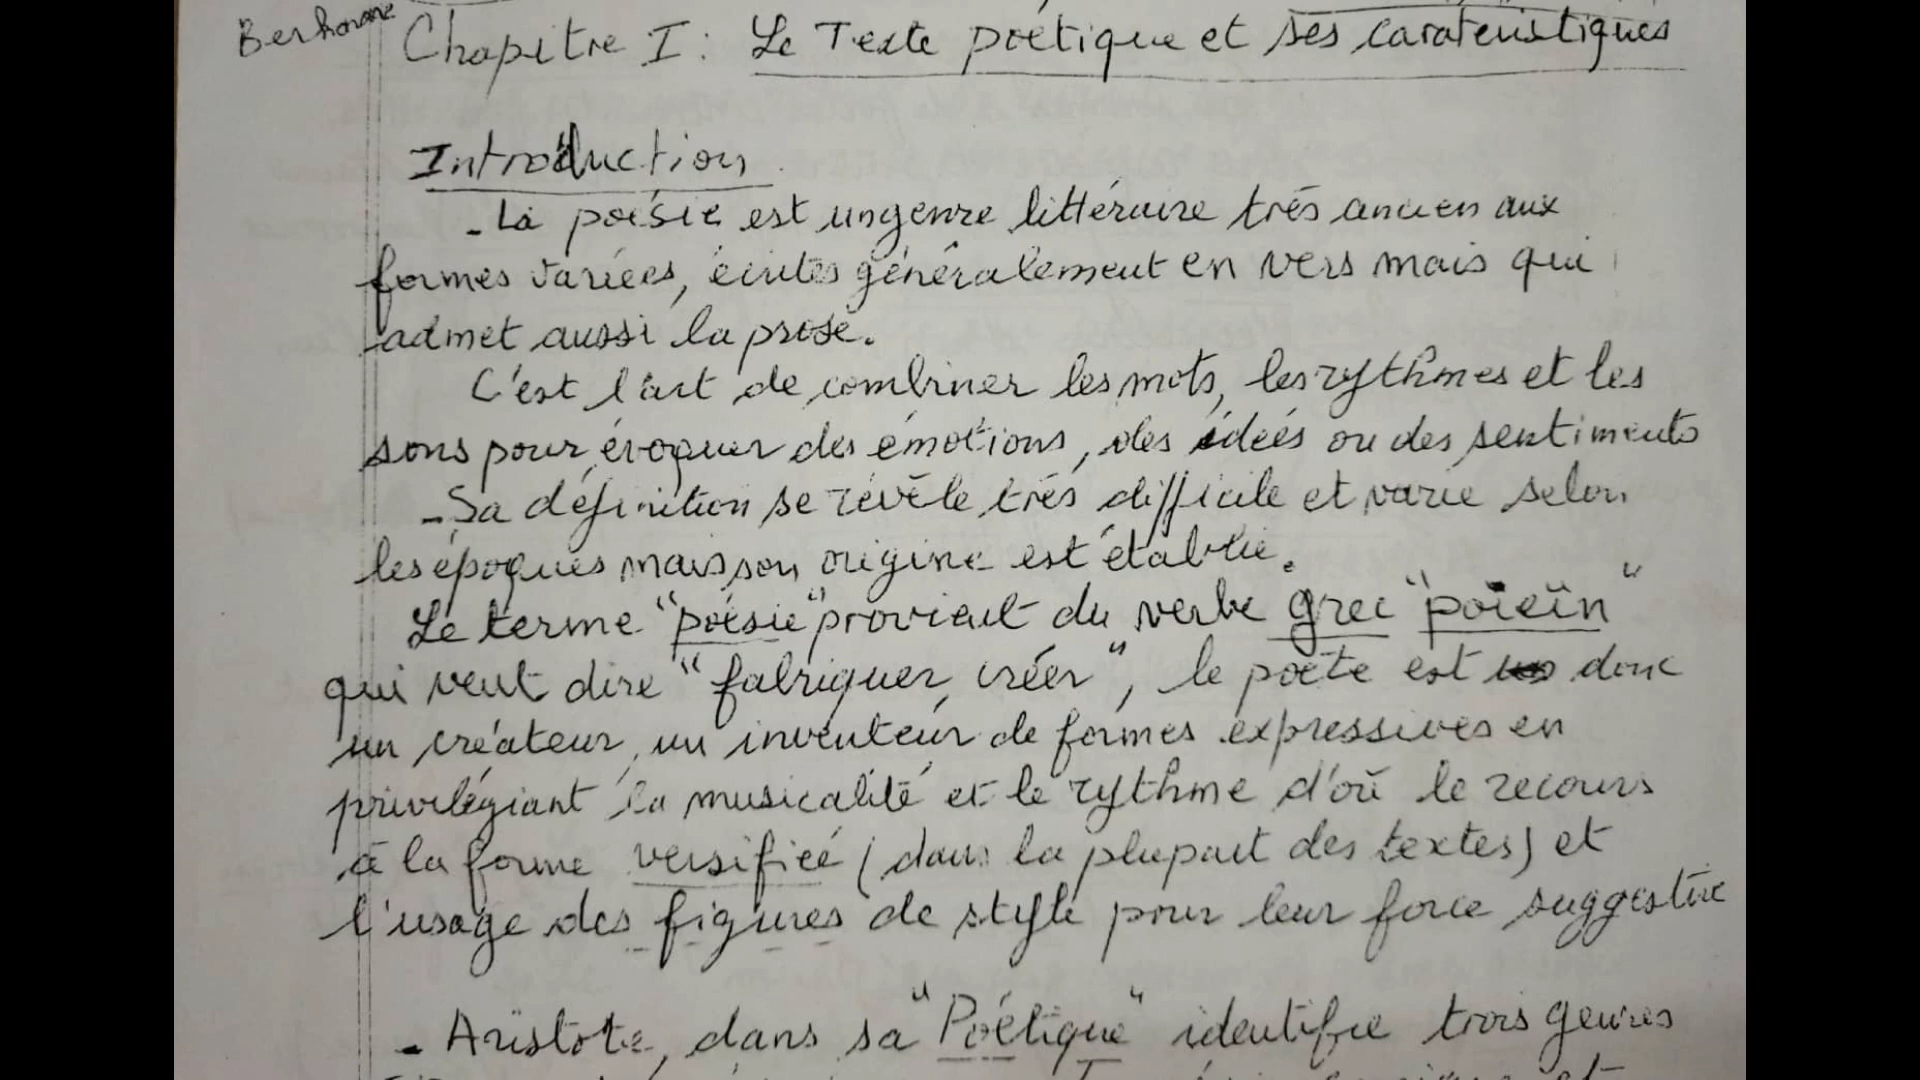 Chapitre I : Le Texte poétique et ses caratéristiques
Introduction
- La poésie est un genre littéraire très ancien aux
formes variées, écrites généralement en vers mais qui
admet aussi la prose.
C'est l'art de combiner les mots, les rythmes et les
sons pour évoquer des émotions, des idées ou des sentiments
- Sa définition se révèle très difficile et varie selon
les époques mais son origine est établie.
Le terme "poésie" provient du verbe grec "poïeïn"
qui veut dire "fabriquer, créer", le poète est donc
un créateur, un inventeur de formes expressives en
privilégiant la musicalité et le rythme d'où le recours
à la forme versifiée (dans la plupart des textes) et
l'usage des figures de style pour leur force suggestive
- Aristote, dans sa "Poétique" identifie trois genres